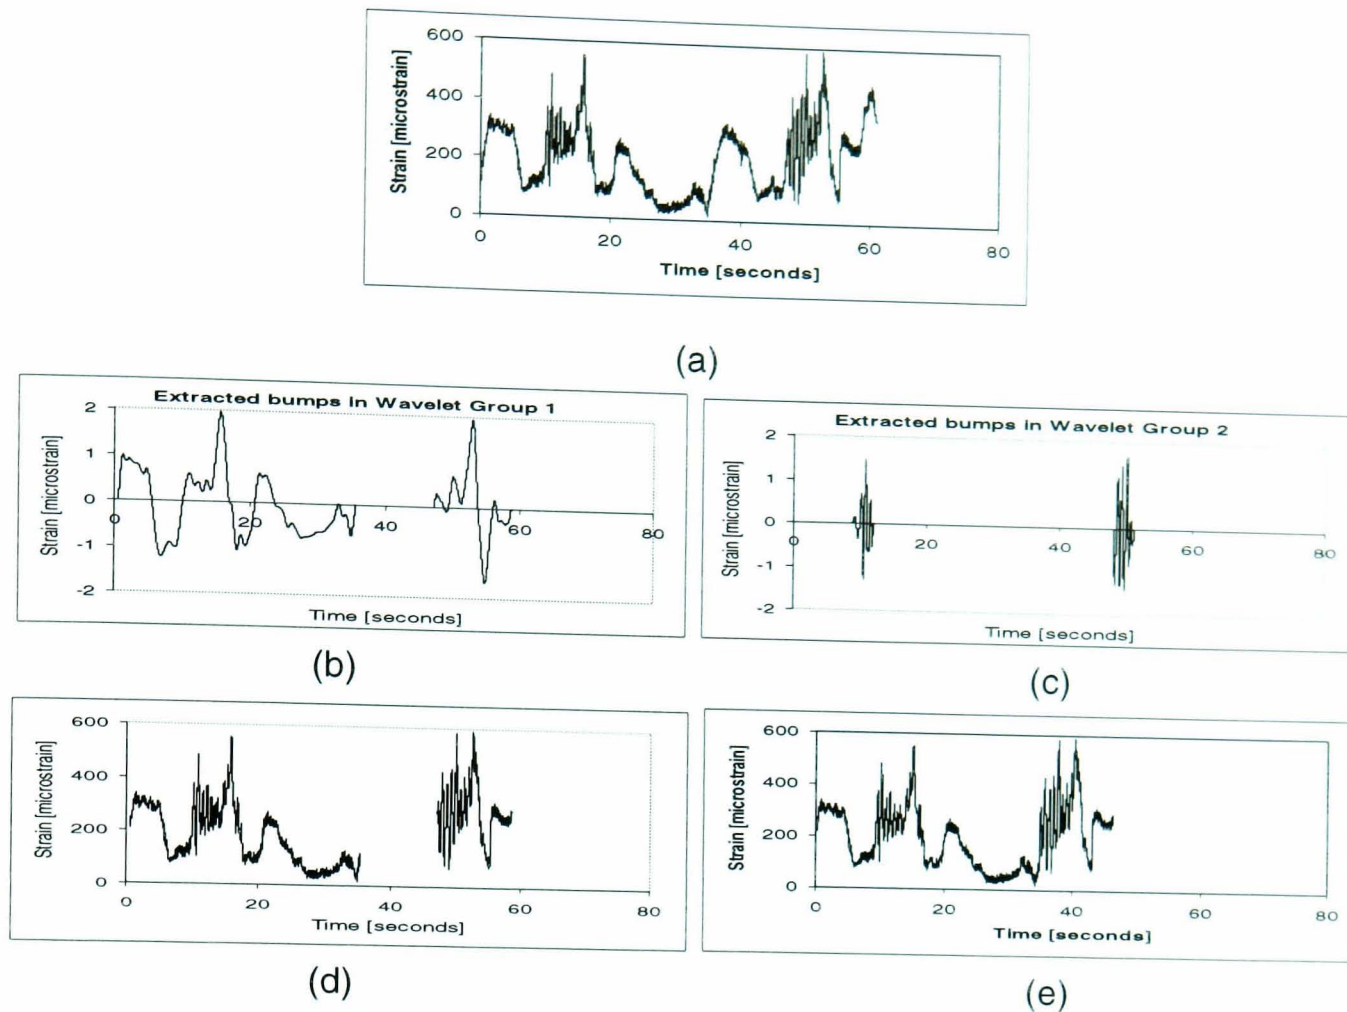 600
400
200
0
Strain [microstrain]
0 20 40 60 80
Time [seconds]
(a)
Extracted bumps in Wavelet Group 1
2
1
0
-1
-2
Strain [microstrain]
0 20 40 60 80
Time [seconds]
(b)
Extracted bumps in Wavelet Group 2
2
1
0
-1
-2
Strain [microstrain]
0 20 40 60 80
Time [seconds]
(c)
600
400
200
0
Strain [microstrain]
0 20 40 60 80
Time [seconds]
(d)
600
400
200
0
Strain [microstrain]
0 20 40 60 80
Time [seconds]
(e)